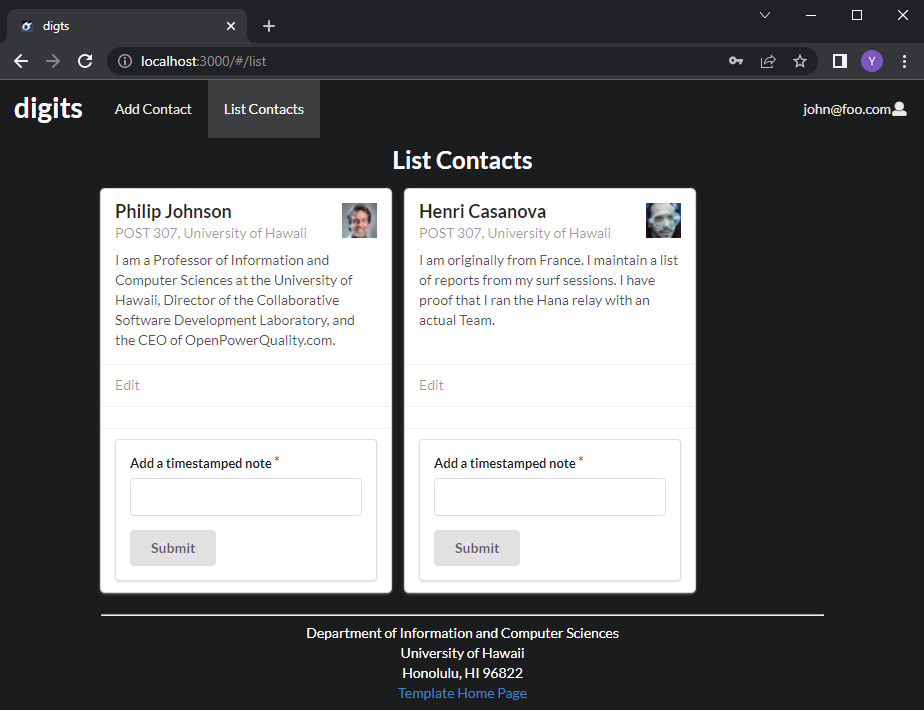 digts
localhost:3000/#/list
Y
digits
Add Contact
List Contacts
john@foo.com
List Contacts
Philip Johnson
POST 307, University of Hawaii
I am a Professor of Information and
Computer Sciences at the University of
Hawaii, Director of the Collaborative
Software Development Laboratory, and
the CEO of OpenPowerQuality.com.
Edit
Add a timestamped note *
Submit
Henri Casanova
POST 307, University of Hawaii
I am originally from France. I maintain a list
of reports from my surf sessions. I have
proof that I ran the Hana relay with an
actual Team.
Edit
Add a timestamped note *
Submit
Department of Information and Computer Sciences
University of Hawaii
Honolulu, HI 96822
Template Home Page